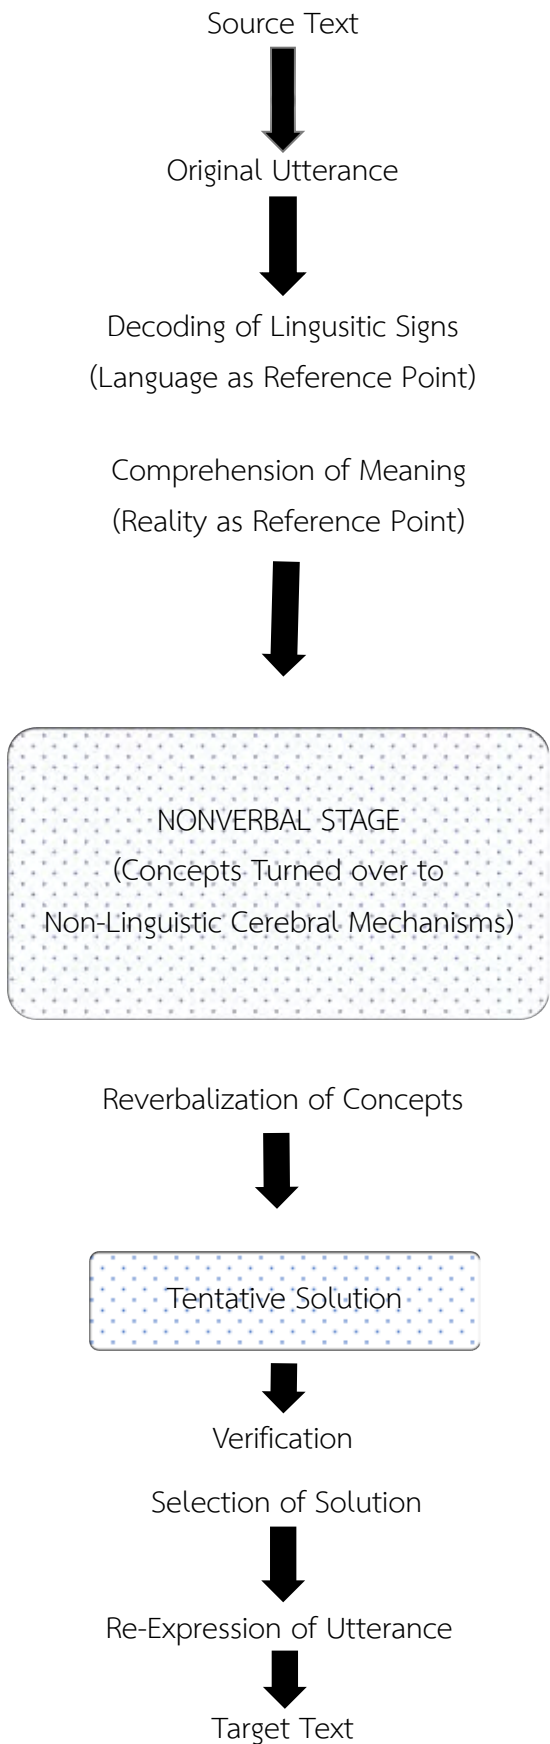 Source Text
Original Utterance
Decoding of Lingusitic Signs
(Language as Reference Point)
Comprehension of Meaning
(Reality as Reference Point)
NONVERBAL STAGE
(Concepts Turned over to
Non-Linguistic Cerebral Mechanisms)
Reverbalization of Concepts
Tentative Solution
Verification
Selection of Solution
Re-Expression of Utterance
Target Text